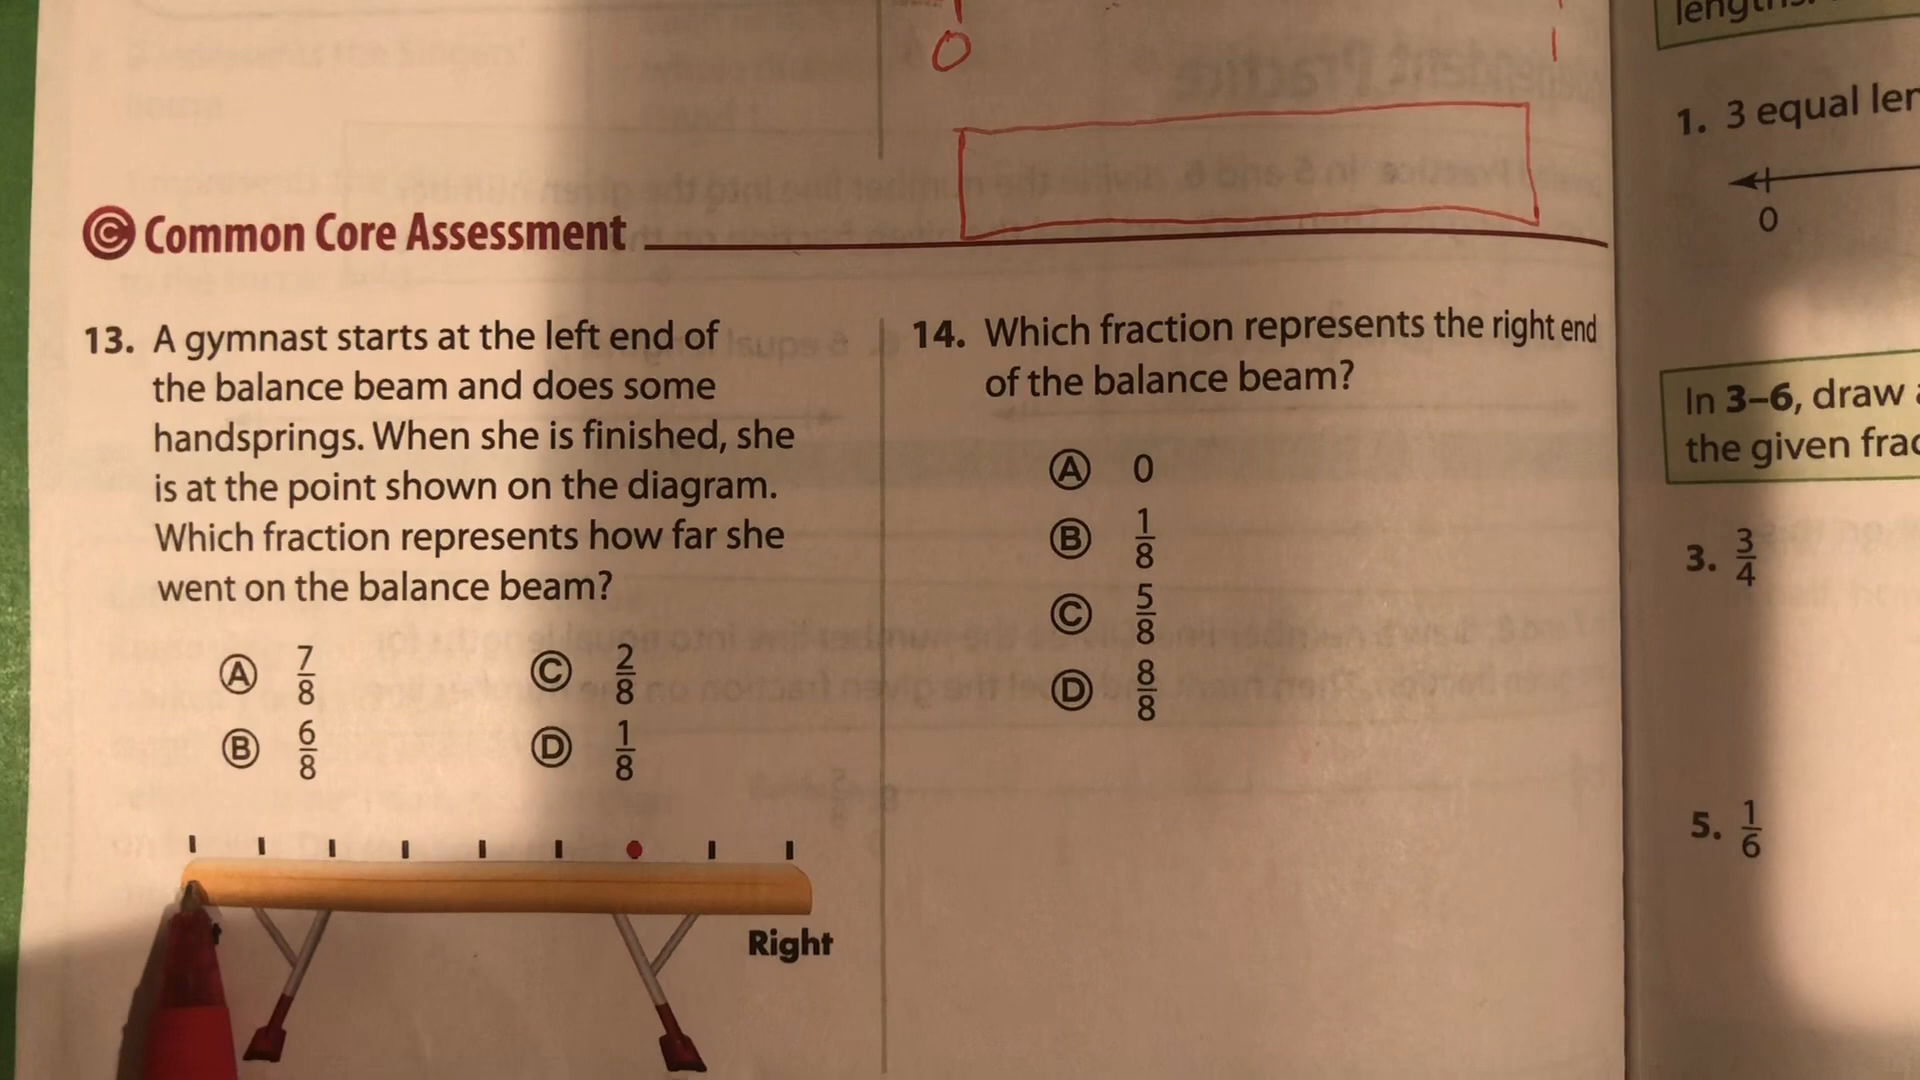 lengths.
0
1
© Common Core Assessment
13. A gymnast starts at the left end of
the balance beam and does some
handsprings. When she is finished, she
is at the point shown on the diagram.
Which fraction represents how far she
went on the balance beam?
Ⓐ 7/8 Ⓒ 2/8
Ⓑ 6/8 Ⓓ 1/8
Right
14. Which fraction represents the right end
of the balance beam?
Ⓐ 0
Ⓑ 1/8
Ⓒ 5/8
Ⓓ 8/8
1. 3 equal len
0
In 3–6, draw a
the given frac
3. 3/4
5. 1/6